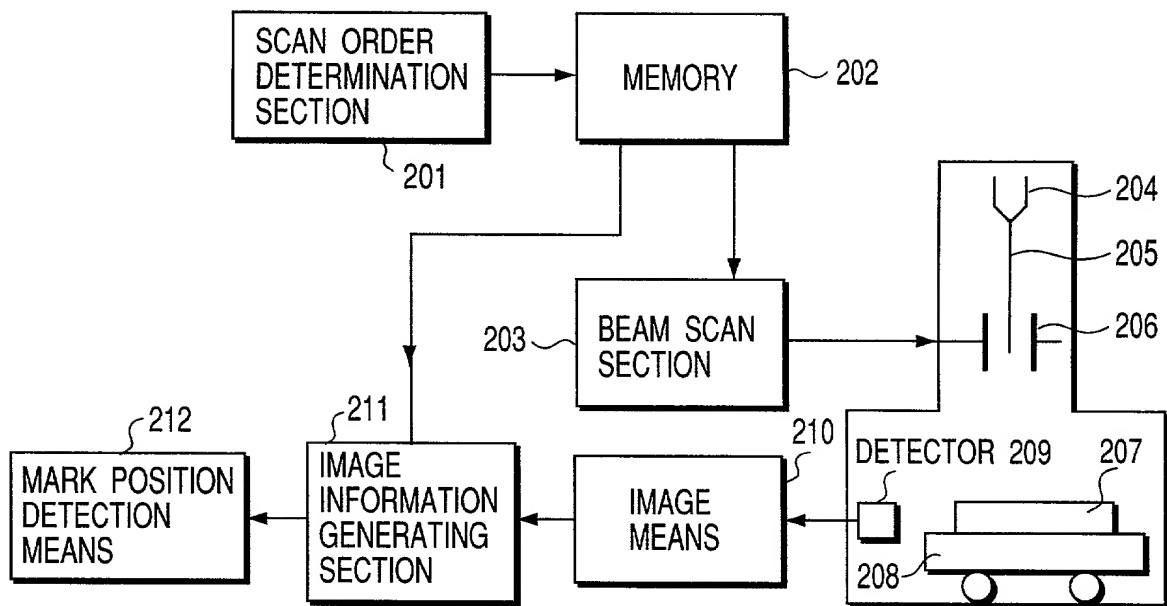 SCAN ORDER
DETERMINATION
SECTION
201
MEMORY
202
204
205
206
203
BEAM SCAN
SECTION
212
MARK POSITION
DETECTION
MEANS
211
IMAGE
INFORMATION
GENERATING
SECTION
210
IMAGE
MEANS
DETECTOR 209
207
208